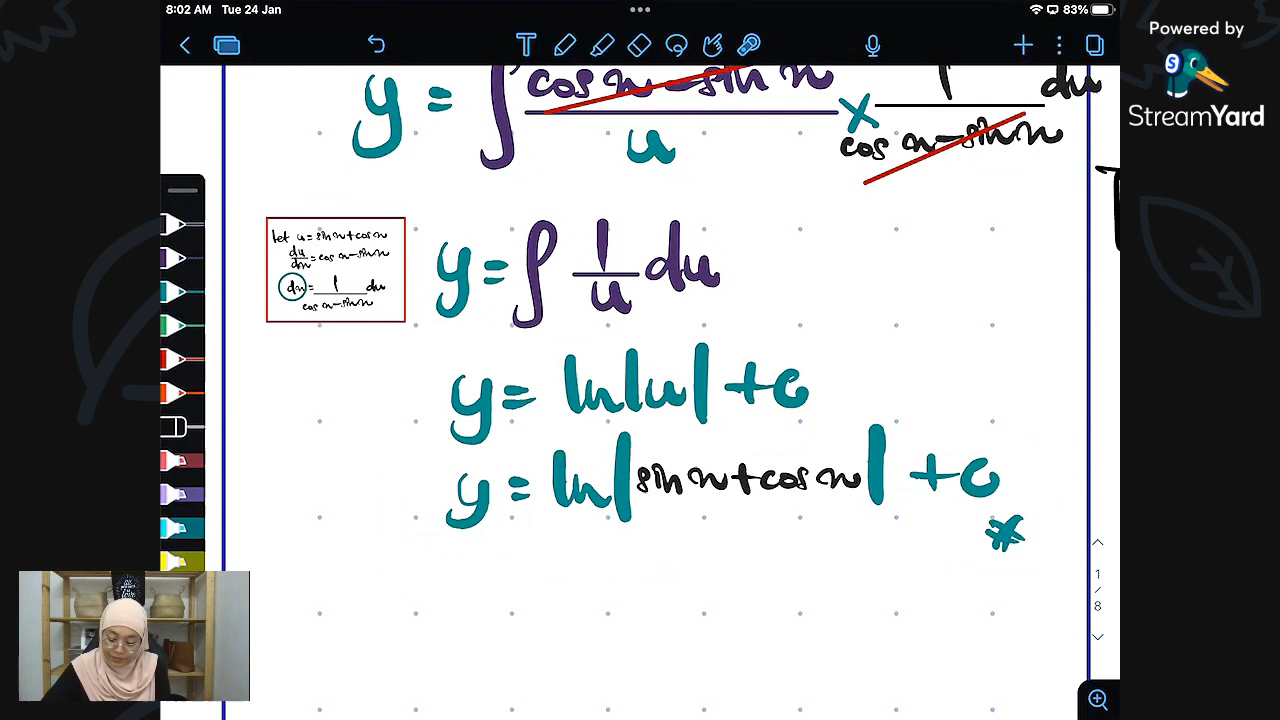 8:02 AM Tue 24 Jan
83%
Powered by
StreamYard
y = ∫ (cos x - sin x)/u × 1/(cos x - sin x) du
Let u = sin x + cos x
du/dx = cos x - sin x
dx = 1/(cos x - sin x) du
y = ∫ 1/u du
y = ln|u| + c
y = ln|sin x + cos x| + c
*
1
/
8